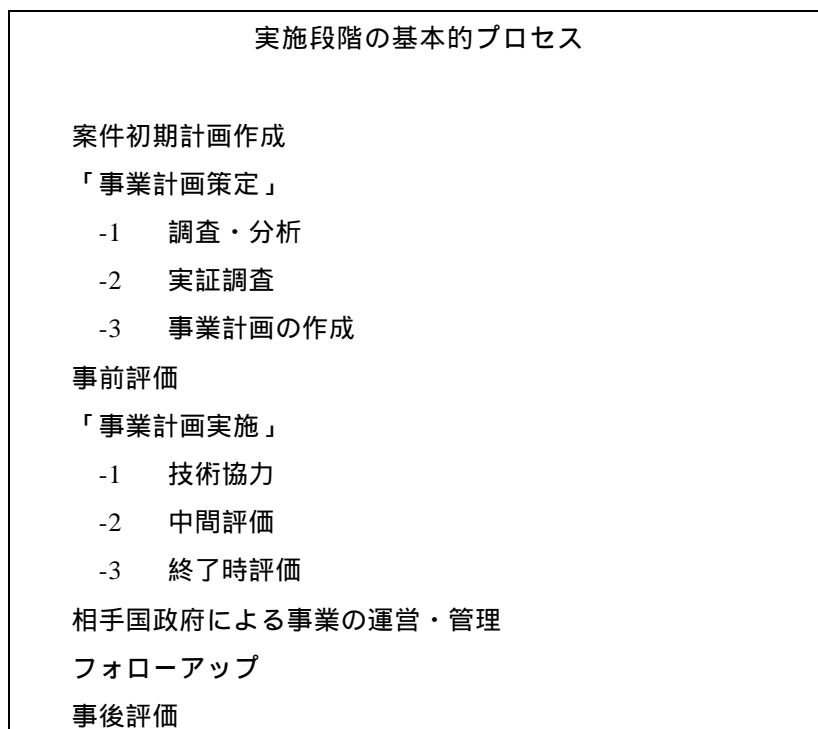 実施段階の基本的プロセス
案件初期計画作成
「事業計画策定」
-1 調査・分析
-2 実証調査
-3 事業計画の作成
事前評価
「事業計画実施」
-1 技術協力
-2 中間評価
-3 終了時評価
相手国政府による事業の運営・管理
フォローアップ
事後評価